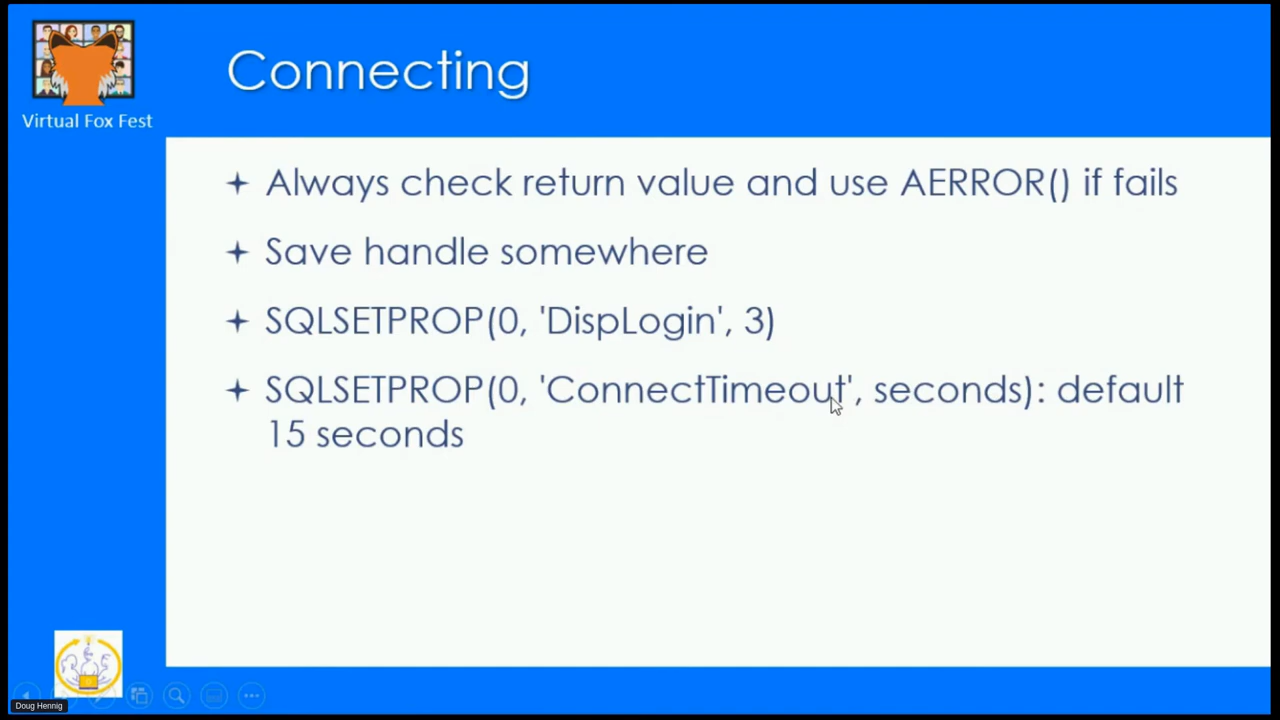 Connecting
Virtual Fox Fest
Always check return value and use AERROR() if fails
Save handle somewhere
SQLSETPROP(0, 'DispLogin', 3)
SQLSETPROP(0, 'ConnectTimeout', seconds): default
15 seconds
Doug Hennig